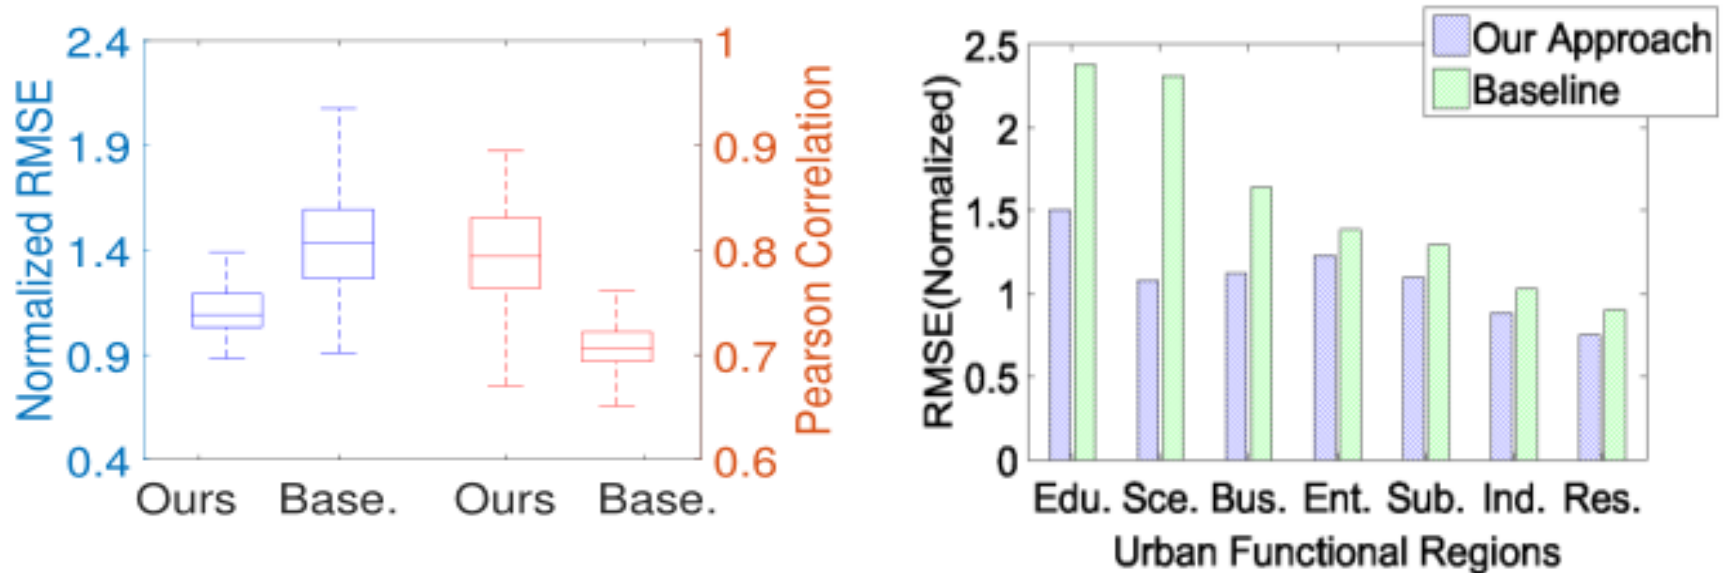 Normalized RMSE
2.4
1.9
1.4
0.9
0.4
Ours Base. Ours Base.
1
0.9
0.8
0.7
0.6
Pearson Correlation
RMSE(Normalized)
2.5
2
1.5
1
0.5
0
Our Approach
Baseline
Edu. Sce. Bus. Ent. Sub. Ind. Res.
Urban Functional Regions